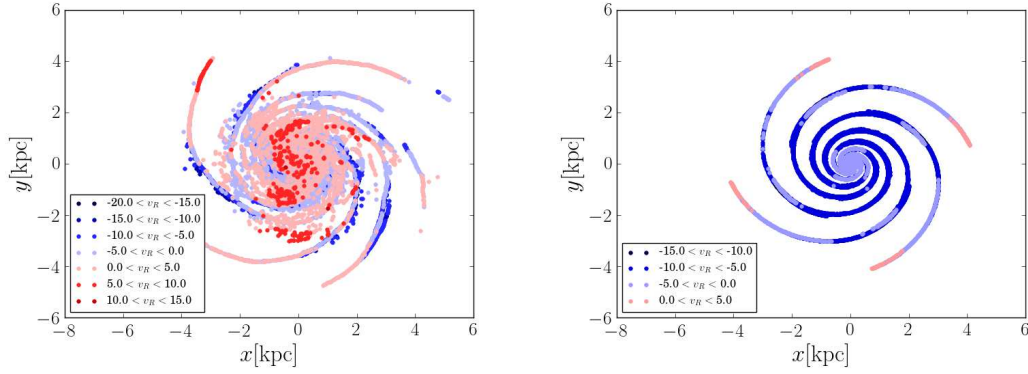 6
4
2
0
−2
−4
−6
y[kpc]
-20.0 < v_R < -15.0
-15.0 < v_R < -10.0
-10.0 < v_R < -5.0
-5.0 < v_R < 0.0
0.0 < v_R < 5.0
5.0 < v_R < 10.0
10.0 < v_R < 15.0
−8 −6 −4 −2 0 2 4 6
x[kpc]
6
4
2
0
−2
−4
−6
y[kpc]
-15.0 < v_R < -10.0
-10.0 < v_R < -5.0
-5.0 < v_R < 0.0
0.0 < v_R < 5.0
−8 −6 −4 −2 0 2 4 6
x[kpc]